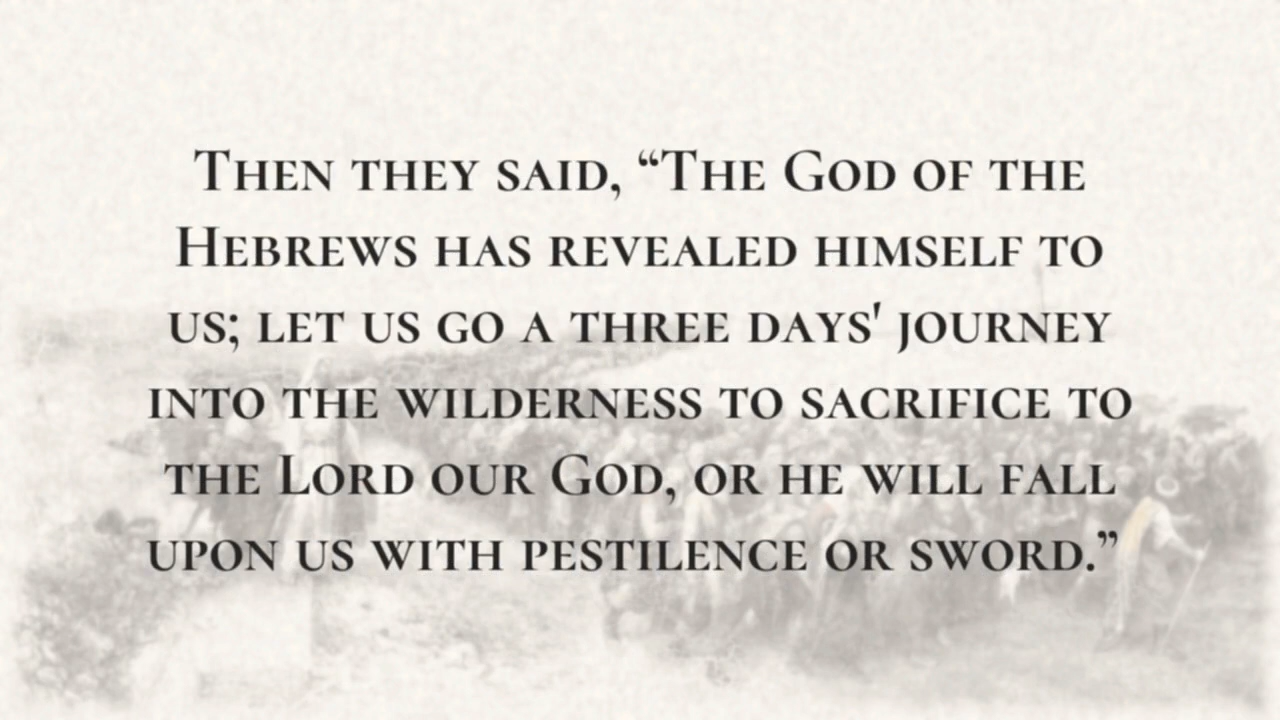 Then they said, “The God of the
Hebrews has revealed himself to
us; let us go a three days' journey
into the wilderness to sacrifice to
the Lord our God, or he will fall
upon us with pestilence or sword.”